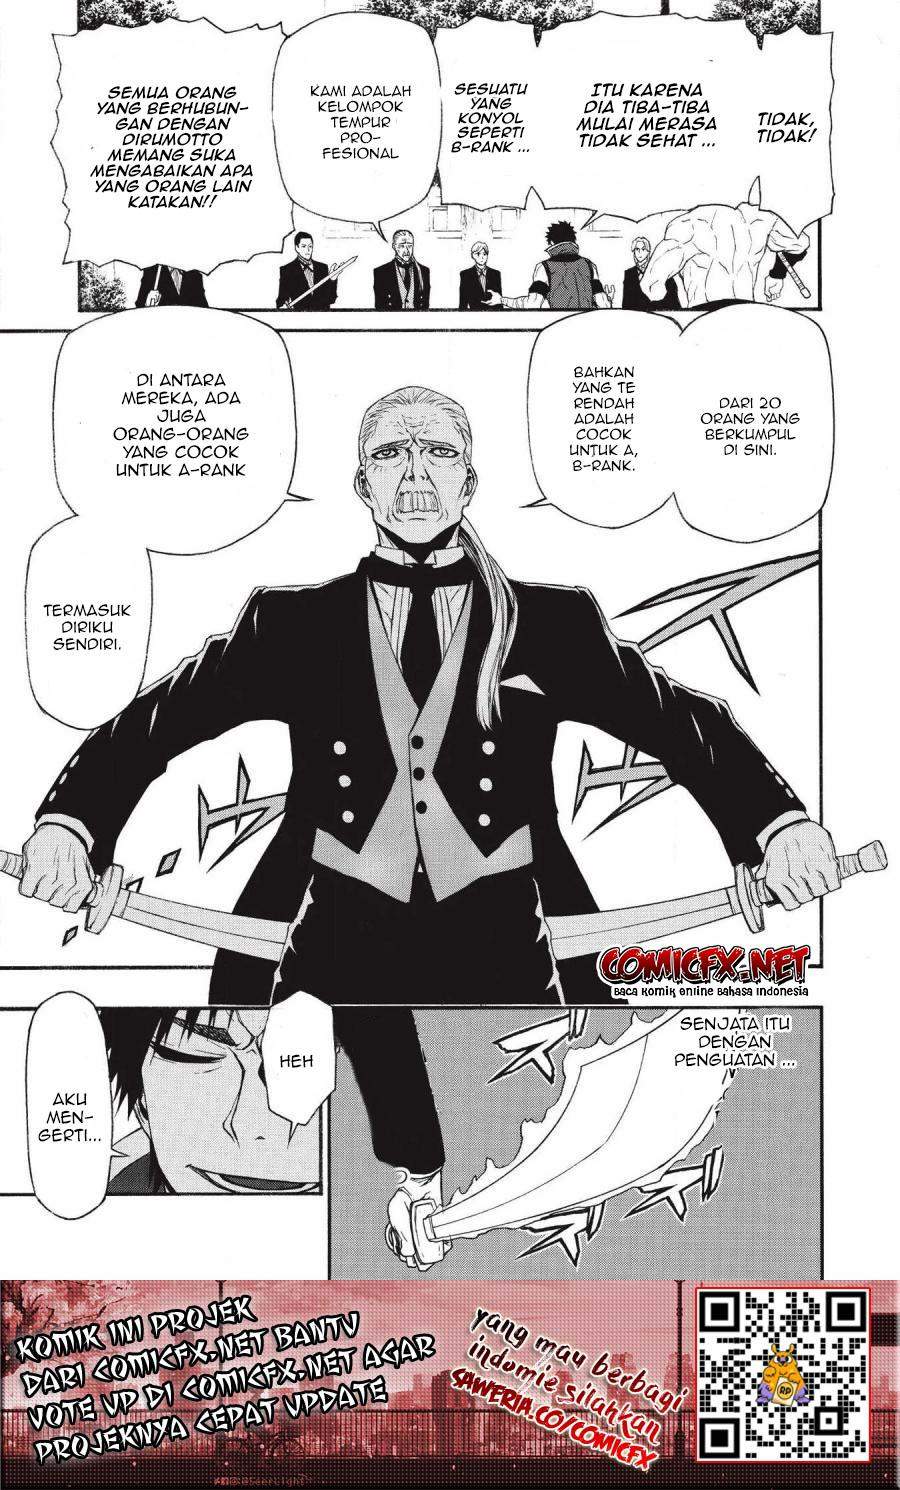 TIDAK,
TIDAK!
ITU KARENA
DIA TIBA-TIBA
MULAI MERASA
TIDAK SEHAT ...
SESUATU
YANG
KONYOL
SEPERTI
B-RANK ...
KAMI ADALAH
KELOMPOK
TEMPUR
PRO-
FESIONAL
SEMUA ORANG
YANG BERHUBUN-
GAN DENGAN
DIRUMOTTO
MEMANG SUKA
MENGABAIKAN APA
YANG ORANG LAIN
KATAKAN!!
DARI 20
ORANG YANG
BERKUMPUL
DI SINI.
BAHKAN
YANG TE
RENDAH
ADALAH
COCOK
UNTUK A,
B-RANK.
DI ANTARA
MEREKA, ADA
JUGA
ORANG-ORANG
YANG COCOK
UNTUK A-RANK
TERMASUK
DIRIKU
SENDIRI.
COMICFX.NET
BACA KOMIK ONLINE BAHASA INDONESIA
SENJATA ITU
DENGAN
PENGUATAN ...
HEH
AKU
MEN-
GERTI...
KOMIK INI PROJEK
DARI COMICFX.NET BANTU
VOTE UP DI COMICFX.NET AGAR
PROJEKNYA CEPAT UPDATE
yang mau berbagi
indomie silahkan
SAWERIA.CO/COMICFX
RP
@seerlight